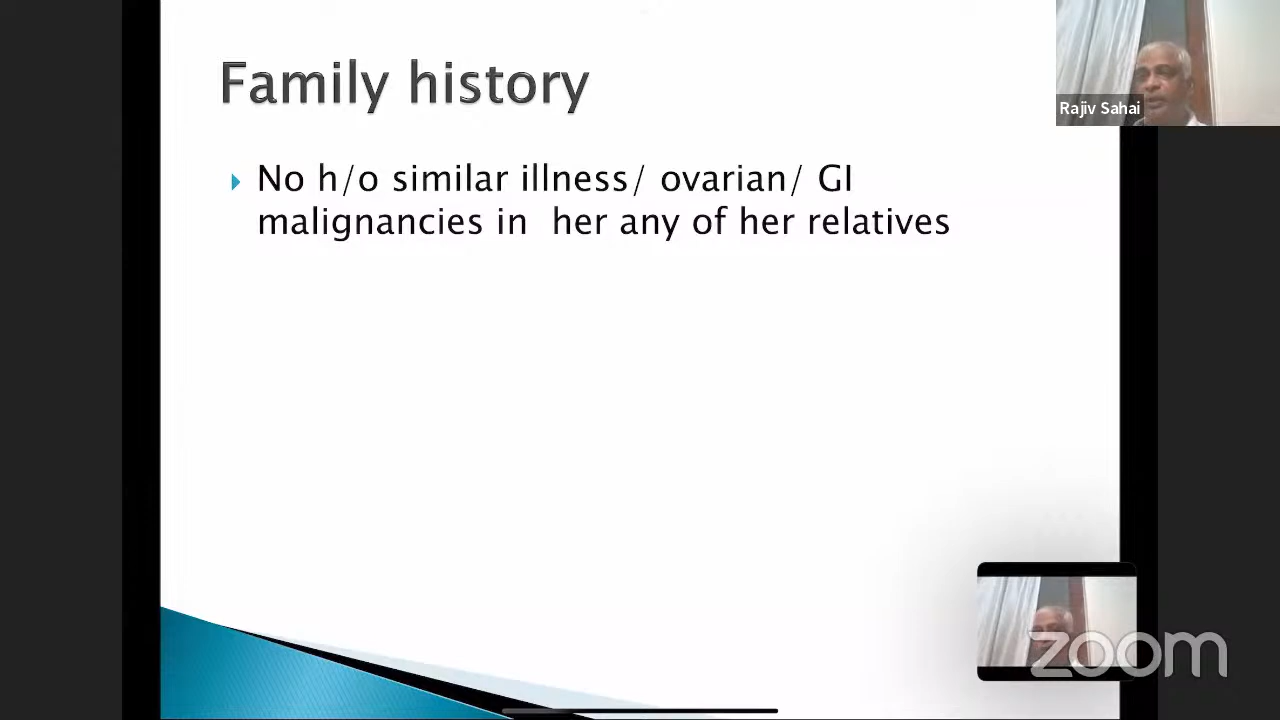 Family history
Rajiv Sahai
No h/o similar illness/ ovarian/ GI
malignancies in her any of her relatives
zoom